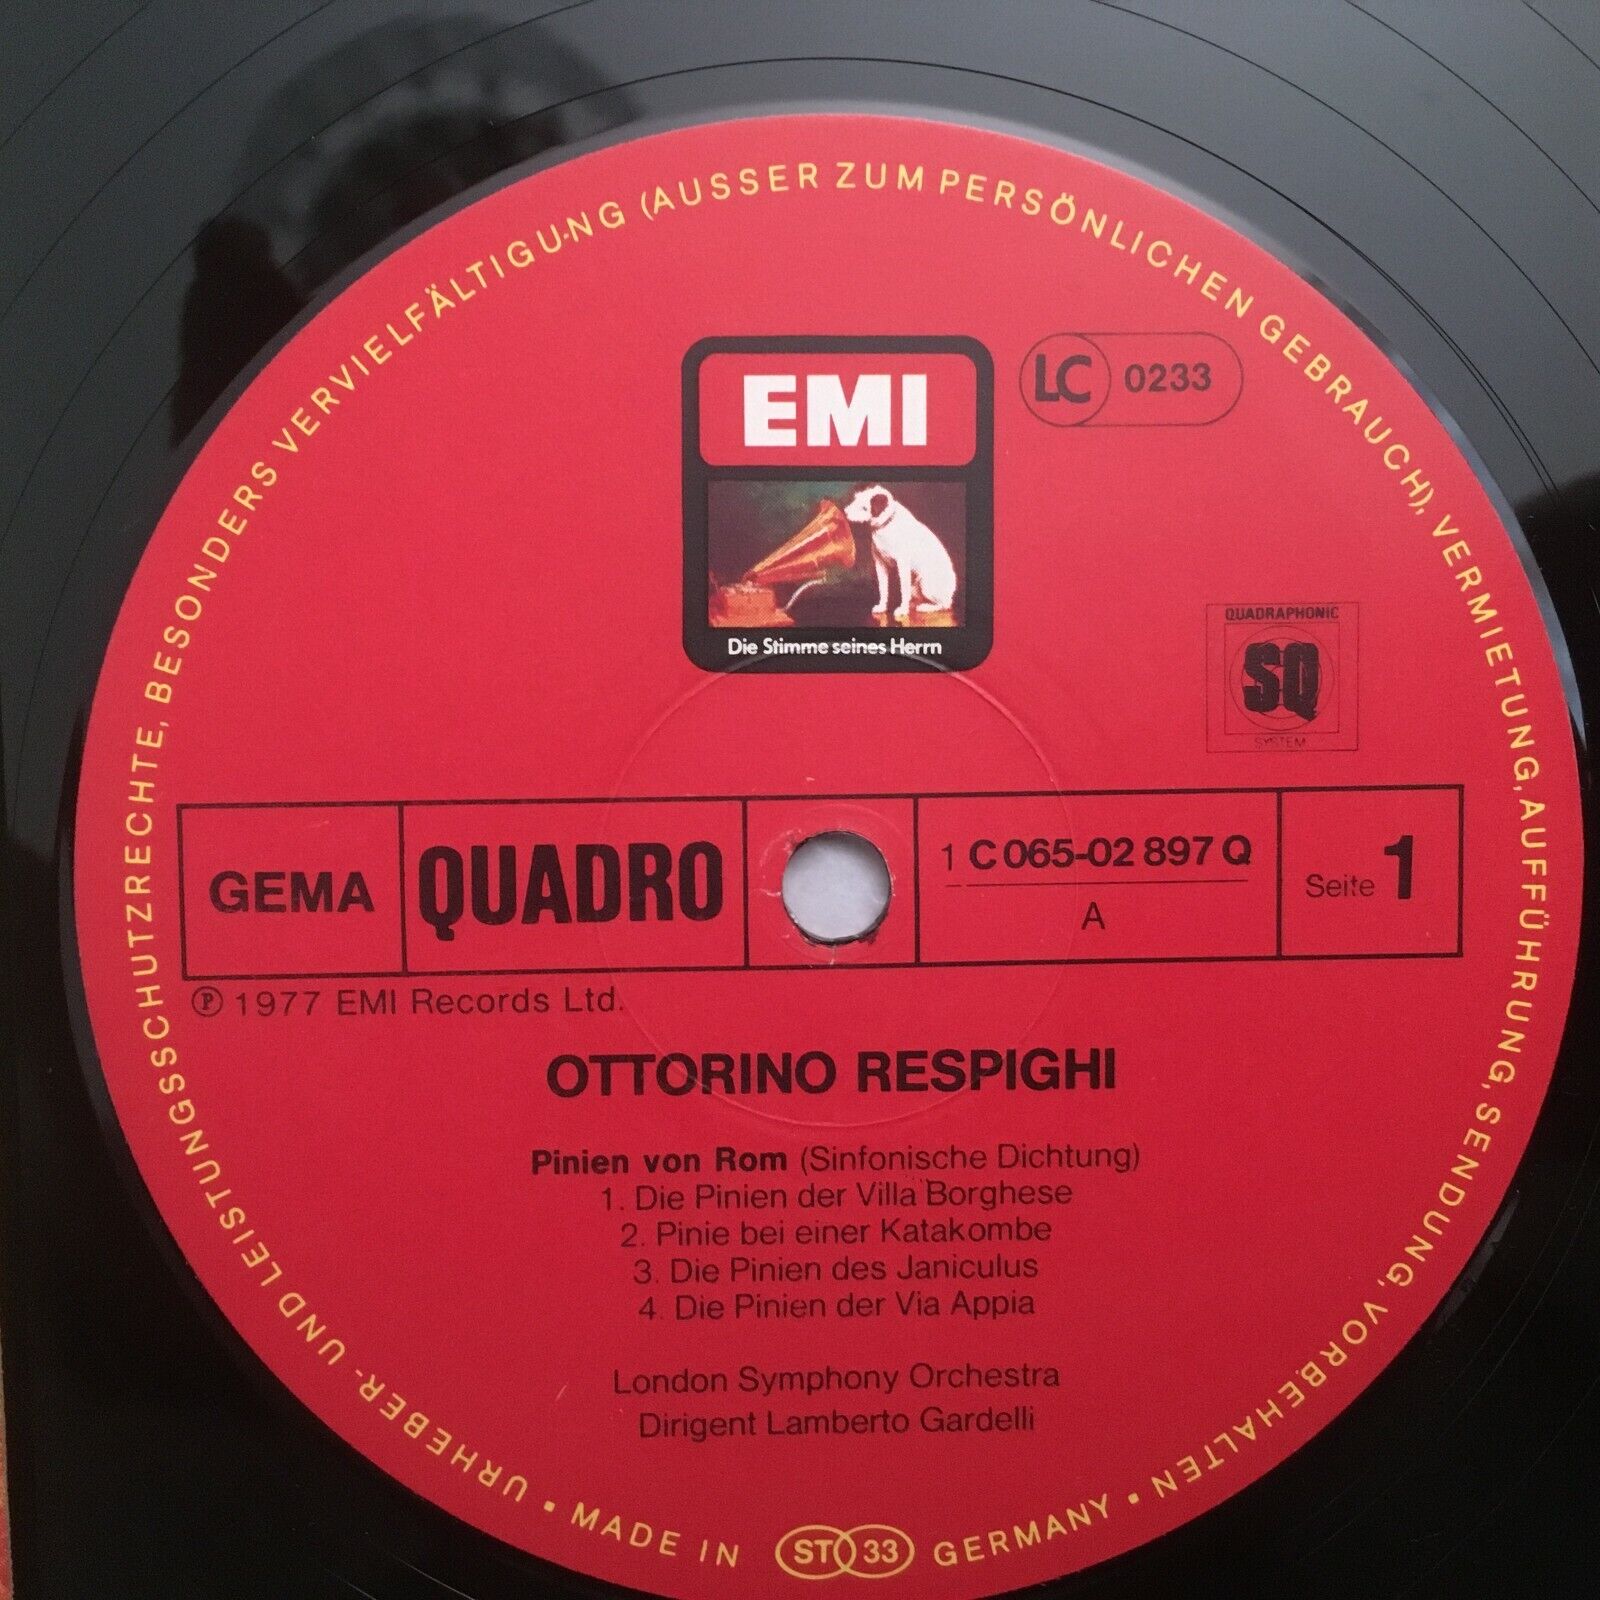 URHEBER- UND LEISTUNGSSCHUTZRECHTE, BESONDERS VERVIELFÄLTIGUNG (AUSSER ZUM PERSÖNLICHEN GEBRAUCH), VERMIETUNG, AUFFÜHRUNG, SENDUNG, VORBEHALTEN • MADE IN ST 33 GERMANY •
EMI
Die Stimme seines Herrn
LC 0233
QUADRAPHONIC
SQ
SYSTEM
GEMA
QUADRO
1 C 065-02 897 Q
A
Seite 1
℗ 1977 EMI Records Ltd.
OTTORINO RESPIGHI
Pinien von Rom (Sinfonische Dichtung)
1. Die Pinien der Villa Borghese
2. Pinie bei einer Katakombe
3. Die Pinien des Janiculus
4. Die Pinien der Via Appia
London Symphony Orchestra
Dirigent Lamberto Gardelli